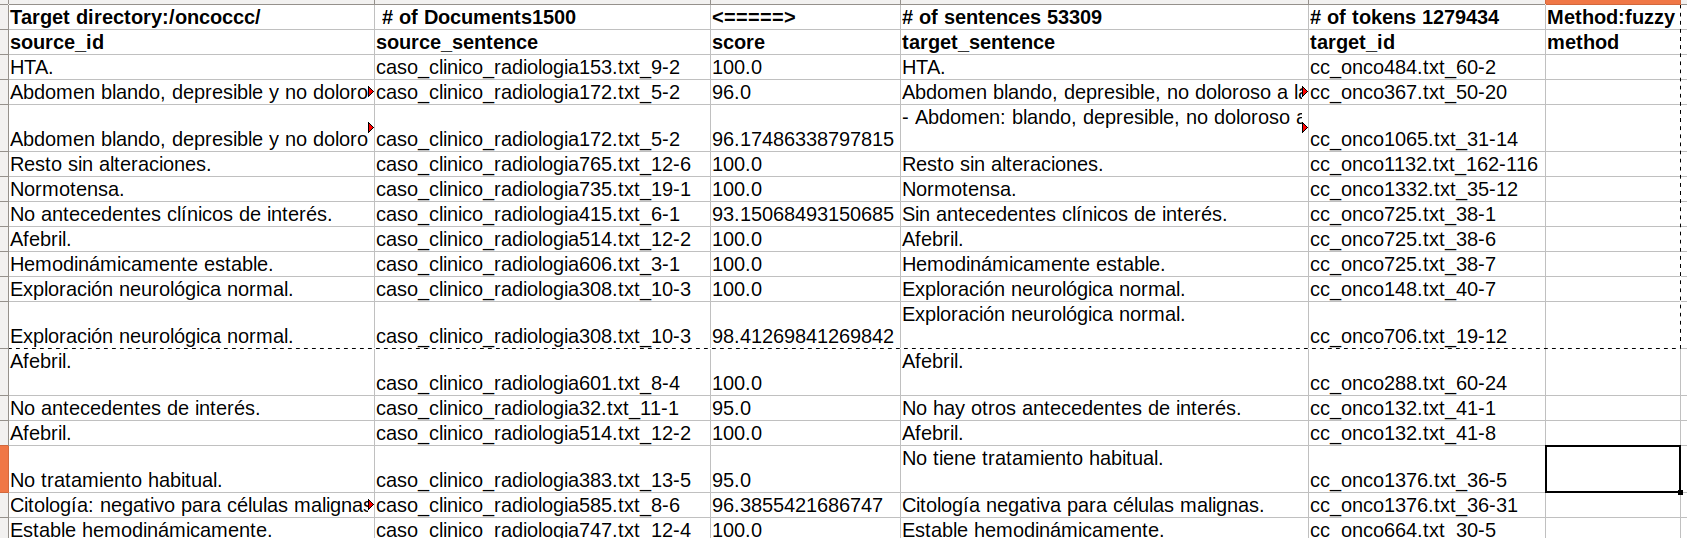 Target directory:/oncoccc/ # of Documents1500 <=====> # of sentences 53309 # of tokens 1279434 Method:fuzzy
source_id source_sentence score target_sentence target_id method
HTA. caso_clinico_radiologia153.txt_9-2 100.0 HTA. cc_onco484.txt_60-2
Abdomen blando, depresible y no doloro caso_clinico_radiologia172.txt_5-2 96.0 Abdomen blando, depresible, no doloroso a la cc_onco367.txt_50-20
Abdomen blando, depresible y no doloro caso_clinico_radiologia172.txt_5-2 96.17486338797815 - Abdomen: blando, depresible, no doloroso a cc_onco1065.txt_31-14
Resto sin alteraciones. caso_clinico_radiologia765.txt_12-6 100.0 Resto sin alteraciones. cc_onco1132.txt_162-116
Normotensa. caso_clinico_radiologia735.txt_19-1 100.0 Normotensa. cc_onco1332.txt_35-12
No antecedentes clínicos de interés. caso_clinico_radiologia415.txt_6-1 93.15068493150685 Sin antecedentes clínicos de interés. cc_onco725.txt_38-1
Afebril. caso_clinico_radiologia514.txt_12-2 100.0 Afebril. cc_onco725.txt_38-6
Hemodinámicamente estable. caso_clinico_radiologia606.txt_3-1 100.0 Hemodinámicamente estable. cc_onco725.txt_38-7
Exploración neurológica normal. caso_clinico_radiologia308.txt_10-3 100.0 Exploración neurológica normal. cc_onco148.txt_40-7
Exploración neurológica normal. caso_clinico_radiologia308.txt_10-3 98.41269841269842 Exploración neurológica normal. cc_onco706.txt_19-12
Afebril. caso_clinico_radiologia601.txt_8-4 100.0 Afebril. cc_onco288.txt_60-24
No antecedentes de interés. caso_clinico_radiologia32.txt_11-1 95.0 No hay otros antecedentes de interés. cc_onco132.txt_41-1
Afebril. caso_clinico_radiologia514.txt_12-2 100.0 Afebril. cc_onco132.txt_41-8
No tratamiento habitual. caso_clinico_radiologia383.txt_13-5 95.0 No tiene tratamiento habitual. cc_onco1376.txt_36-5
Citología: negativo para células malignas caso_clinico_radiologia585.txt_8-6 96.3855421686747 Citología negativa para células malignas. cc_onco1376.txt_36-31
Estable hemodinámicamente. caso_clinico_radiologia747.txt_12-4 100.0 Estable hemodinámicamente. cc_onco664.txt_30-5